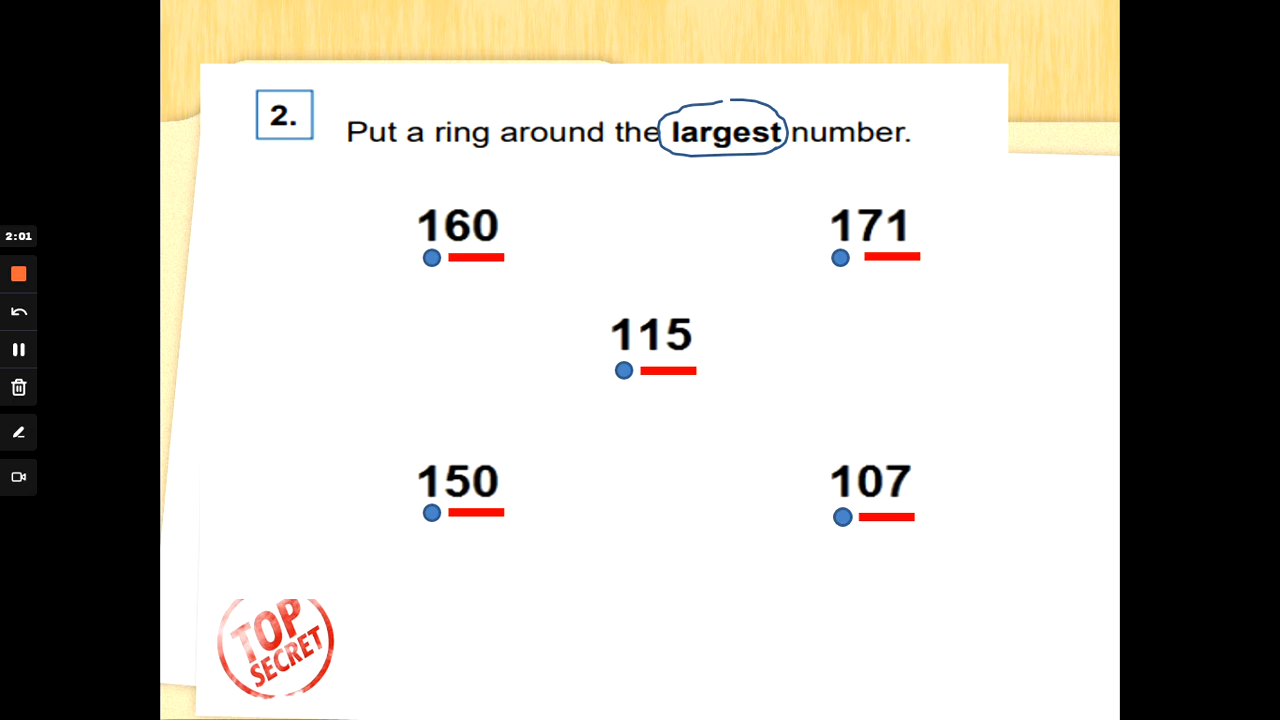 2:01
2.
Put a ring around the largest number.
160
171
115
150
107
TOP
SECRET